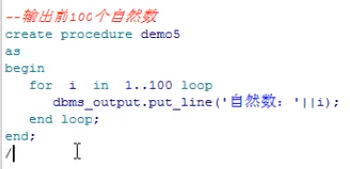 --输出前100个自然数
create procedure demo5
as
begin
for i in 1..100 loop
dbms_output.put_line('自然数：'||i);
end loop;
end;
/